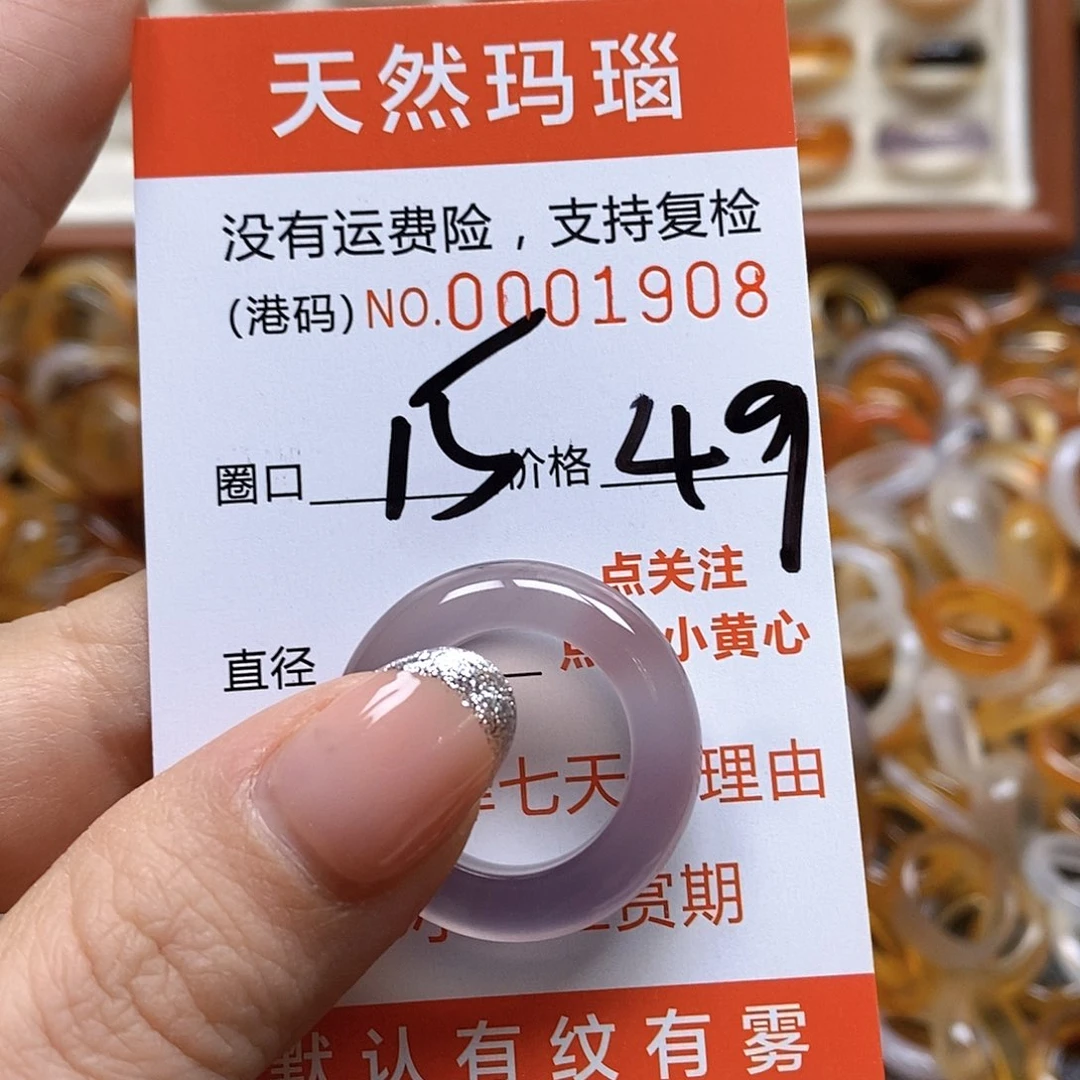 天然玛瑙
没有运费险，支持复检
(港码) NO.0001908
圈口 15 价格 49
点关注
直径 点 小黄心
七天 理由
赏期
默认有纹有雾